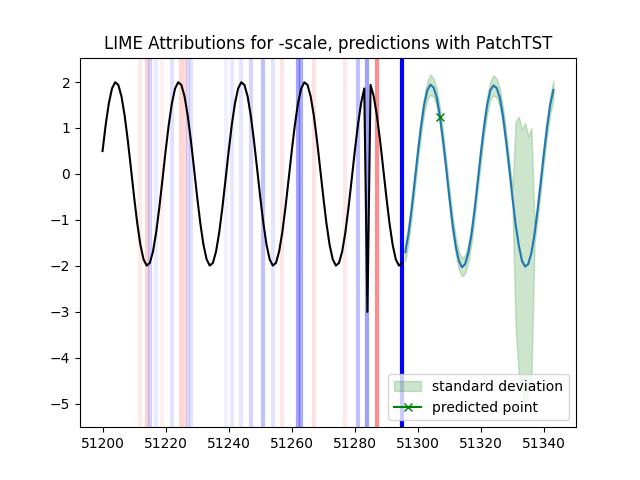 LIME Attributions for -scale, predictions with PatchTST
2
1
0
−1
−2
−3
−4
−5
standard deviation
predicted point
51200 51220 51240 51260 51280 51300 51320 51340